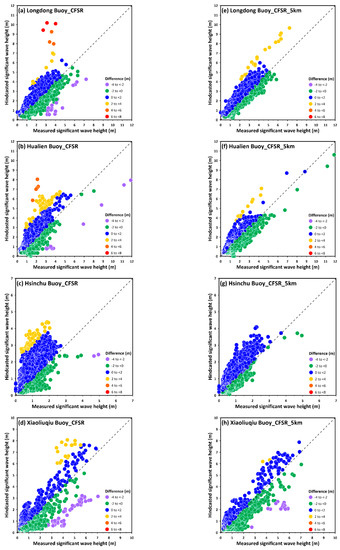 (a) Longdong Buoy_CFSR
Hindcasted significant wave height (m)
Difference (m)
-4 to <-2
-2 to <0
0 to <2
2 to <4
4 to <6
6 to <8
Measured significant wave height (m)
(e) Longdong Buoy_CFSR_5km
Hindcasted significant wave height (m)
Difference (m)
-4 to <-2
-2 to <0
0 to <2
2 to <4
4 to <6
6 to <8
Measured significant wave height (m)
(b) Hualien Buoy_CFSR
Hindcasted significant wave height (m)
Difference (m)
-4 to <-2
-2 to <0
0 to <2
2 to <4
4 to <6
6 to <8
Measured significant wave height (m)
(f) Hualien Buoy_CFSR_5km
Hindcasted significant wave height (m)
Difference (m)
-4 to <-2
-2 to <0
0 to <2
2 to <4
4 to <6
6 to <8
Measured significant wave height (m)
(c) Hsinchu Buoy_CFSR
Hindcasted significant wave height (m)
Difference (m)
-4 to <-2
-2 to <0
0 to <2
2 to <4
4 to <6
6 to <8
Measured significant wave height (m)
(g) Hsinchu Buoy_CFSR_5km
Hindcasted significant wave height (m)
Difference (m)
-4 to <-2
-2 to <0
0 to <2
2 to <4
4 to <6
6 to <8
Measured significant wave height (m)
(d) Xiaoliuqiu Buoy_CFSR
Hindcasted significant wave height (m)
Difference (m)
-4 to <-2
-2 to <0
0 to <2
2 to <4
4 to <6
6 to <8
Measured significant wave height (m)
(h) Xiaoliuqiu Buoy_CFSR_5km
Hindcasted significant wave height (m)
Difference (m)
-4 to <-2
-2 to <0
0 to <2
2 to <4
4 to <6
6 to <8
Measured significant wave height (m)